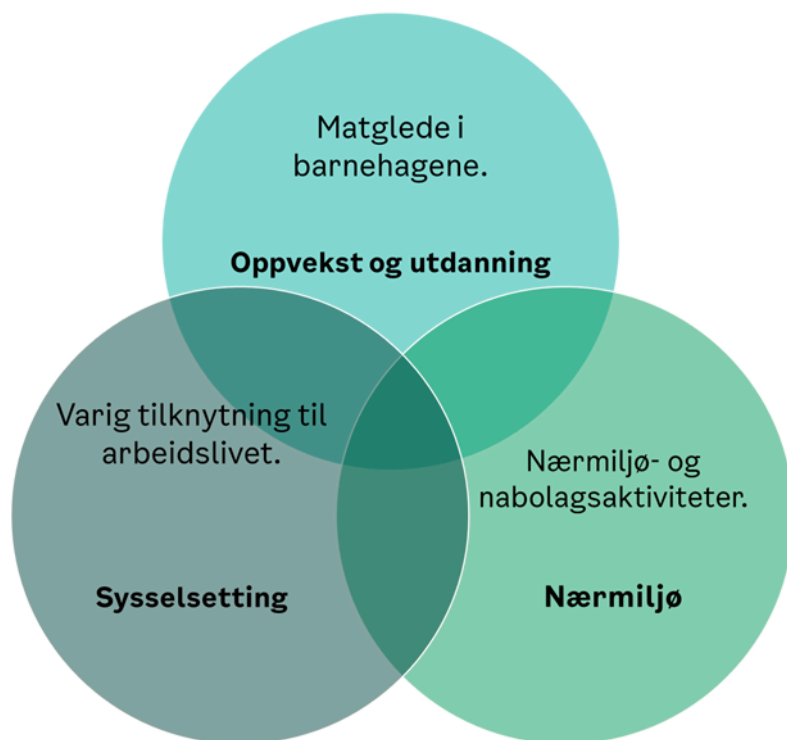 Matglede i
barnehagene.
Oppvekst og utdanning
Varig tilknytning til
arbeidslivet.
Sysselsetting
Nærmiljø- og
nabolagsaktiviteter.
Nærmiljø